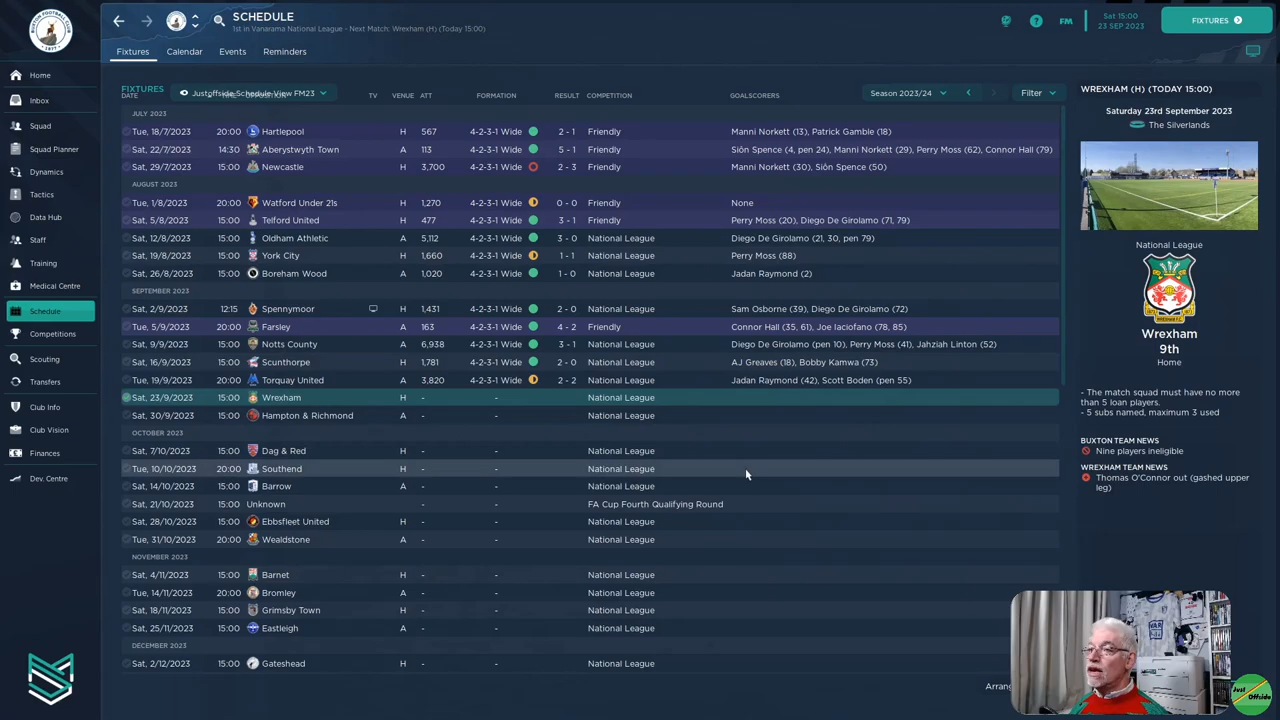 SCHEDULE
1st in Vanarama National League - Next Match: Wrexham (H) (Today 15:00)
FM
Sat 15:00
23 SEP 2023
FIXTURES
BUXTON FOOTBALL CLUB
1877
Fixtures Calendar Events Reminders
Home
Inbox
Squad
Squad Planner
Dynamics
Tactics
Data Hub
Staff
Training
Medical Centre
Schedule
Competitions
Scouting
Transfers
Club Info
Club Vision
Finances
Dev. Centre
FIXTURES Just offside Schedule View FM23 Season 2023/24 Filter
DATE OPPOSITION TV VENUE ATT FORMATION RESULT COMPETITION GOALSCORERS
JULY 2023
Tue, 18/7/2023 20:00 Hartlepool H 567 4-2-3-1 Wide 2 - 1 Friendly Manni Norkett (13), Patrick Gamble (18)
Sat, 22/7/2023 14:30 Aberystwyth Town A 113 4-2-3-1 Wide 5 - 1 Friendly Siôn Spence (4, pen 24), Manni Norkett (29), Perry Moss (62), Connor Hall (79)
Sat, 29/7/2023 15:00 Newcastle H 3,700 4-2-3-1 Wide 2 - 3 Friendly Manni Norkett (30), Siôn Spence (50)
AUGUST 2023
Tue, 1/8/2023 20:00 Watford Under 21s H 1,270 4-2-3-1 Wide 0 - 0 Friendly None
Sat, 5/8/2023 15:00 Telford United A 477 4-2-3-1 Wide 3 - 1 Friendly Perry Moss (20), Diego De Girolamo (71, 79)
Sat, 12/8/2023 15:00 Oldham Athletic A 5,112 4-2-3-1 Wide 3 - 0 National League Diego De Girolamo (21, 30, pen 79)
Sat, 19/8/2023 15:00 York City H 1,660 4-2-3-1 Wide 1 - 1 National League Perry Moss (88)
Sat, 26/8/2023 15:00 Boreham Wood A 1,020 4-2-3-1 Wide 1 - 0 National League Jadan Raymond (2)
SEPTEMBER 2023
Sat, 2/9/2023 12:15 Spennymoor H 1,431 4-2-3-1 Wide 2 - 0 National League Sam Osborne (39), Diego De Girolamo (72)
Tue, 5/9/2023 20:00 Farsley A 163 4-2-3-1 Wide 4 - 2 Friendly Connor Hall (35, 61), Joe Iaciofano (78, 85)
Sat, 9/9/2023 15:00 Notts County A 6,938 4-2-3-1 Wide 3 - 1 National League Diego De Girolamo (pen 10), Perry Moss (41), Jahziah Linton (52)
Sat, 16/9/2023 15:00 Scunthorpe H 1,781 4-2-3-1 Wide 2 - 0 National League AJ Greaves (18), Bobby Kamwa (73)
Tue, 19/9/2023 20:00 Torquay United A 3,820 4-2-3-1 Wide 2 - 2 National League Jadan Raymond (42), Scott Boden (pen 55)
Sat, 23/9/2023 15:00 Wrexham H - - National League
Sat, 30/9/2023 15:00 Hampton & Richmond A - - National League
OCTOBER 2023
Sat, 7/10/2023 15:00 Dag & Red H - - National League
Tue, 10/10/2023 20:00 Southend H - - National League
Sat, 14/10/2023 15:00 Barrow A - - National League
Sat, 21/10/2023 15:00 Unknown - - FA Cup Fourth Qualifying Round
Sat, 28/10/2023 15:00 Ebbsfleet United H - - National League
Tue, 31/10/2023 20:00 Wealdstone A - - National League
NOVEMBER 2023
Sat, 4/11/2023 15:00 Barnet H - - National League
Tue, 14/11/2023 20:00 Bromley A - - National League
Sat, 18/11/2023 15:00 Grimsby Town H - - National League
Sat, 25/11/2023 15:00 Eastleigh A - - National League
DECEMBER 2023
Sat, 2/12/2023 15:00 Gateshead H - - National League
Arrang
WREXHAM (H) (TODAY 15:00)
Saturday 23rd September 2023
The Silverlands
National League
Wrexham
9th
Home
- The match squad must have no more
than 5 loan players.
- 5 subs named, maximum 3 used
BUXTON TEAM NEWS
Nine players ineligible
WREXHAM TEAM NEWS
Thomas O'Connor out (gashed upper
leg)
Just
Offside